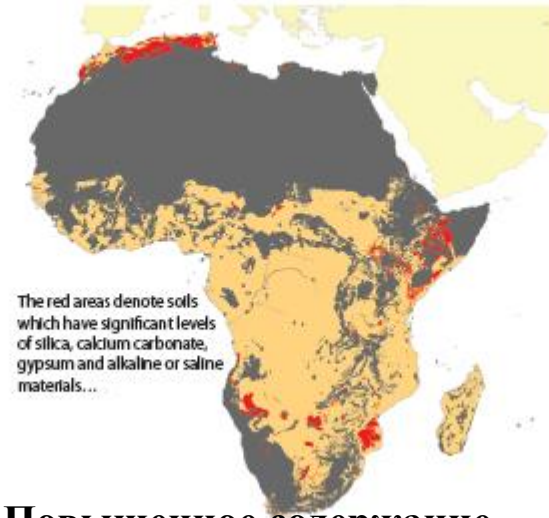 The red areas denote soils
which have significant levels
of silica, calcium carbonate,
gypsum and alkaline or saline
materials...
Повышенное содержание